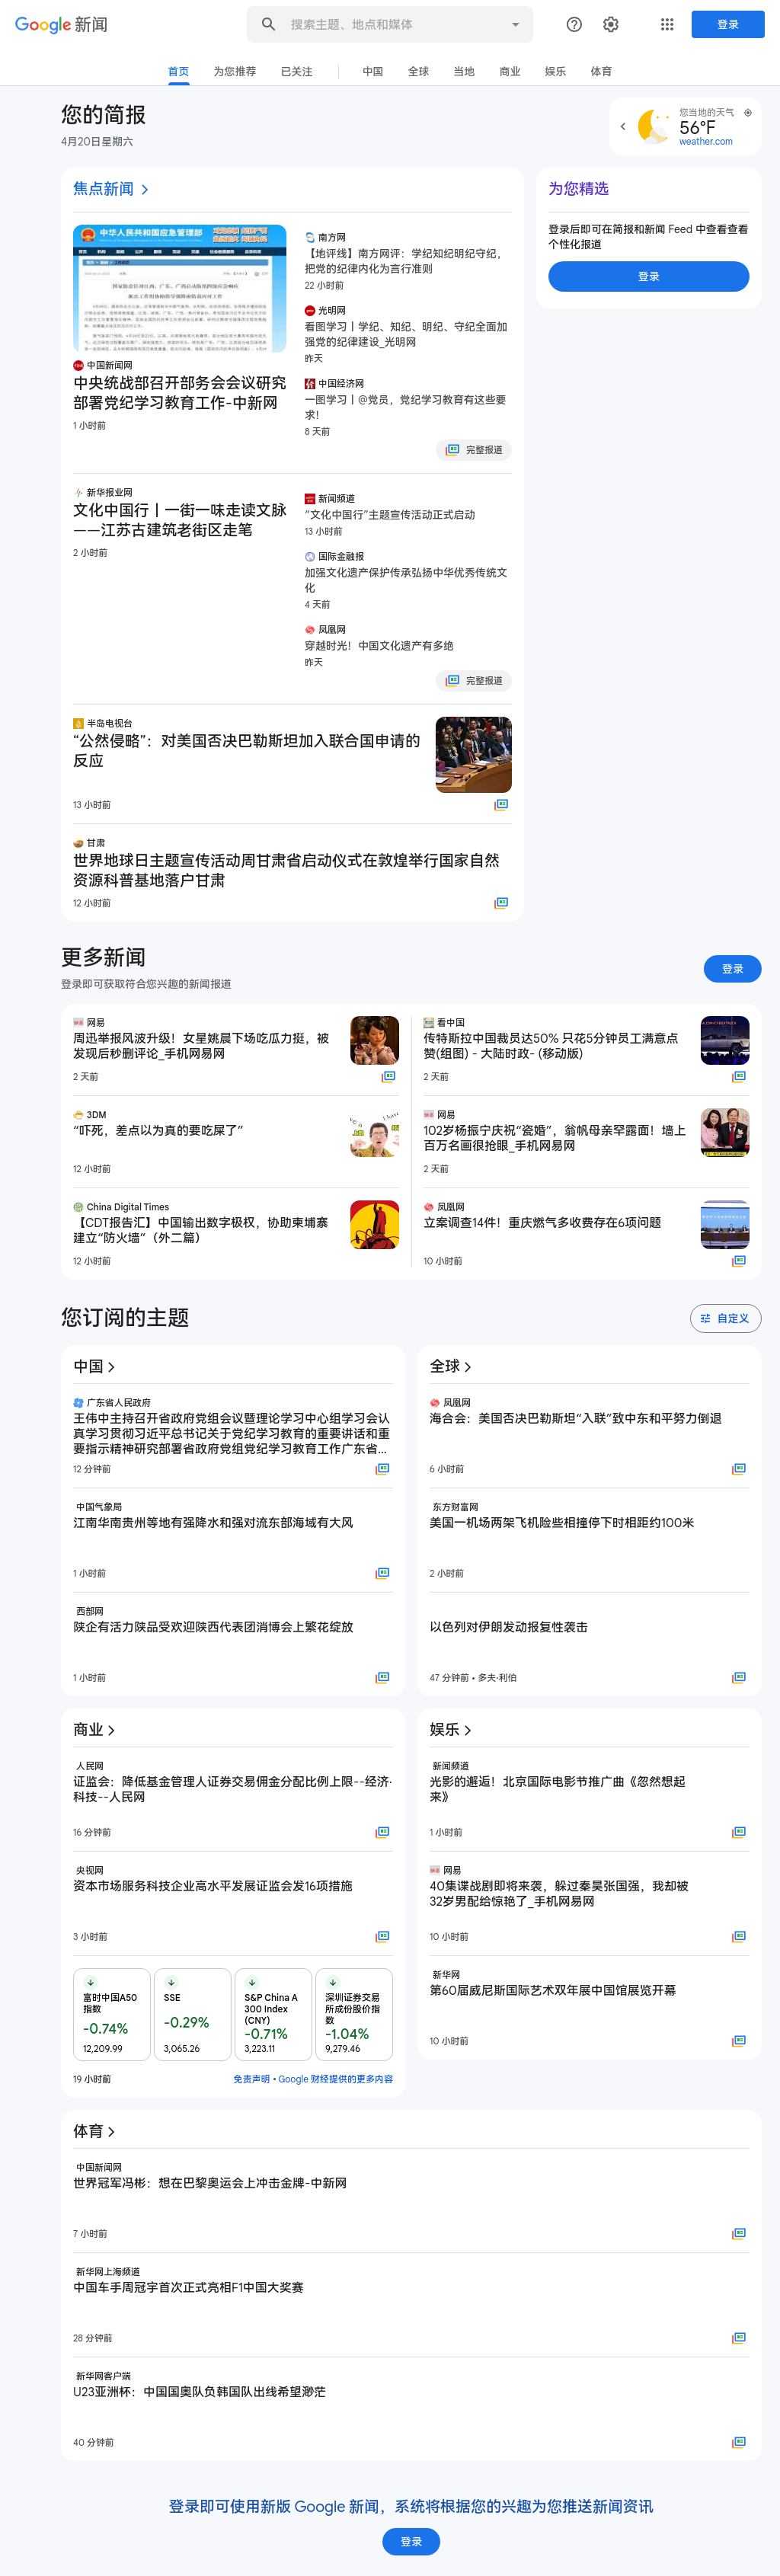 Google 新闻
搜索主题、地点和媒体
登录
首页
为您推荐
已关注
中国
全球
当地
商业
娱乐
体育
您的简报
4月20日星期六
您当地的天气
56°F
weather.com
焦点新闻
中华人民共和国应急管理部
中国新闻网
中央统战部召开部务会会议研究
部署党纪学习教育工作-中新网
1 小时前
南方网
【地评线】南方网评：学纪知纪明纪守纪，
把党的纪律内化为言行准则
22 小时前
光明网
看图学习丨学纪、知纪、明纪、守纪全面加
强党的纪律建设_光明网
昨天
中国经济网
一图学习丨@党员，党纪学习教育有这些要
求！
8 天前
完整报道
新华报业网
文化中国行丨一街一味走读文脉
——江苏古建筑老街区走笔
2 小时前
新闻频道
“文化中国行”主题宣传活动正式启动
13 小时前
国际金融报
加强文化遗产保护传承弘扬中华优秀传统文
化
4 天前
凤凰网
穿越时光！中国文化遗产有多绝
昨天
完整报道
半岛电视台
“公然侵略”：对美国否决巴勒斯坦加入联合国申请的
反应
13 小时前
甘肃
世界地球日主题宣传活动周甘肃省启动仪式在敦煌举行国家自然
资源科普基地落户甘肃
12 小时前
为您精选
登录后即可在简报和新闻 Feed 中查看查看
个性化报道
登录
更多新闻
登录即可获取符合您兴趣的新闻报道
登录
网易
周迅举报风波升级！女星姚晨下场吃瓜力挺，被
发现后秒删评论_手机网易网
2 天前
3DM
“吓死，差点以为真的要吃屎了”
12 小时前
China Digital Times
【CDT报告汇】中国输出数字极权，协助柬埔寨
建立“防火墙”（外二篇）
12 小时前
看中国
传特斯拉中国裁员达50% 只花5分钟员工满意点
赞(组图) - 大陆时政- (移动版)
2 天前
网易
102岁杨振宁庆祝“瓷婚”，翁帆母亲罕露面！墙上
百万名画很抢眼_手机网易网
2 天前
凤凰网
立案调查14件！重庆燃气多收费存在6项问题
10 小时前
您订阅的主题
自定义
中国
广东省人民政府
王伟中主持召开省政府党组会议暨理论学习中心组学习会认
真学习贯彻习近平总书记关于党纪学习教育的重要讲话和重
要指示精神研究部署省政府党组党纪学习教育工作广东省...
12 分钟前
中国气象局
江南华南贵州等地有强降水和强对流东部海域有大风
1 小时前
西部网
陕企有活力陕品受欢迎陕西代表团消博会上繁花绽放
1 小时前
全球
凤凰网
海合会：美国否决巴勒斯坦“入联”致中东和平努力倒退
6 小时前
东方财富网
美国一机场两架飞机险些相撞停下时相距约100米
2 小时前
以色列对伊朗发动报复性袭击
47 分钟前 • 多夫·利伯
商业
人民网
证监会：降低基金管理人证券交易佣金分配比例上限--经济·
科技--人民网
16 分钟前
央视网
资本市场服务科技企业高水平发展证监会发16项措施
3 小时前
富时中国A50
指数
-0.74%
12,209.99
SSE
-0.29%
3,065.26
S&P China A
300 Index
(CNY)
-0.71%
3,223.11
深圳证券交易
所成份股价指
数
-1.04%
9,279.46
19 小时前
免责声明 • Google 财经提供的更多内容
娱乐
新闻频道
光影的邂逅！北京国际电影节推广曲《忽然想起
来》
1 小时前
网易
40集谍战剧即将来袭，躲过秦昊张国强，我却被
32岁男配给惊艳了_手机网易网
10 小时前
新华网
第60届威尼斯国际艺术双年展中国馆展览开幕
10 小时前
体育
中国新闻网
世界冠军冯彬：想在巴黎奥运会上冲击金牌-中新网
7 小时前
新华网上海频道
中国车手周冠宇首次正式亮相F1中国大奖赛
28 分钟前
新华网客户端
U23亚洲杯：中国国奥队负韩国队出线希望渺茫
40 分钟前
登录即可使用新版 Google 新闻，系统将根据您的兴趣为您推送新闻资讯
登录